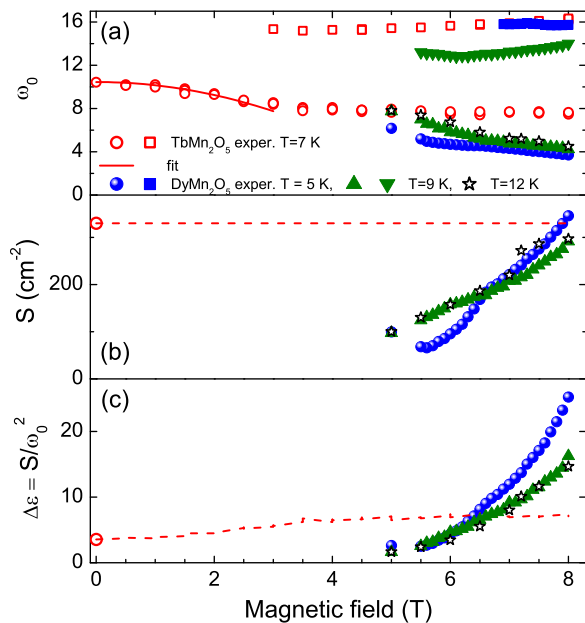 (a)
ω₀
20
16
12
8
4
TbMn₂O₅ exper. T=7 K
fit
DyMn₂O₅ exper. T = 5 K, T=9 K, T=12 K
(b)
S (cm⁻²)
200
0
(c)
Δε = S/ω₀²
20
10
0
0 2 4 6 8
Magnetic field (T)